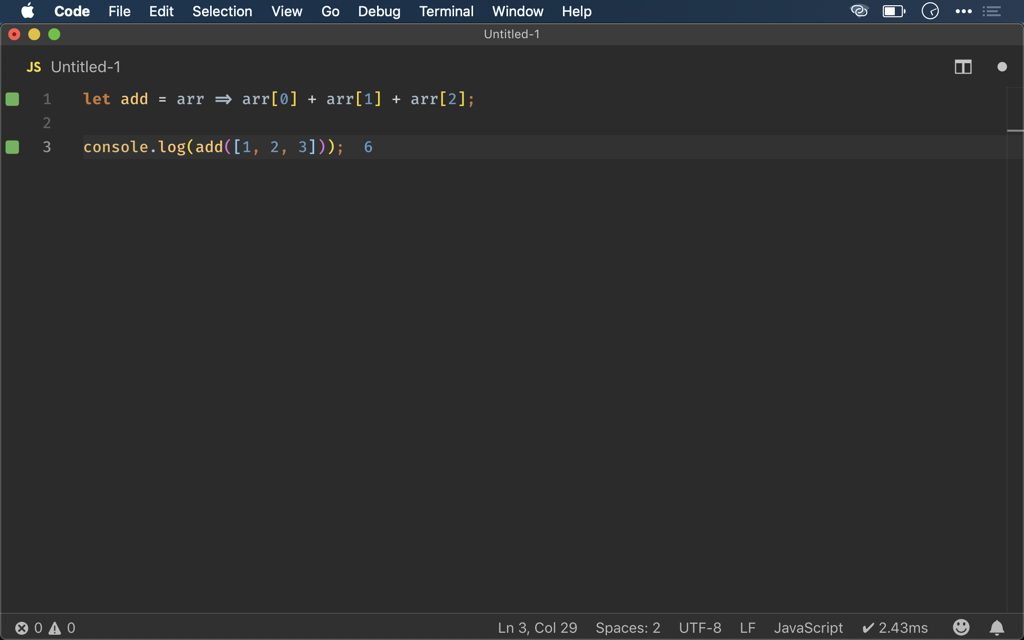 Code File Edit Selection View Go Debug Terminal Window Help
Untitled-1
JS Untitled-1
1 let add = arr => arr[0] + arr[1] + arr[2];
2
3 console.log(add([1, 2, 3])); 6
0 0 Ln 3, Col 29 Spaces: 2 UTF-8 LF JavaScript ✔ 2.43ms